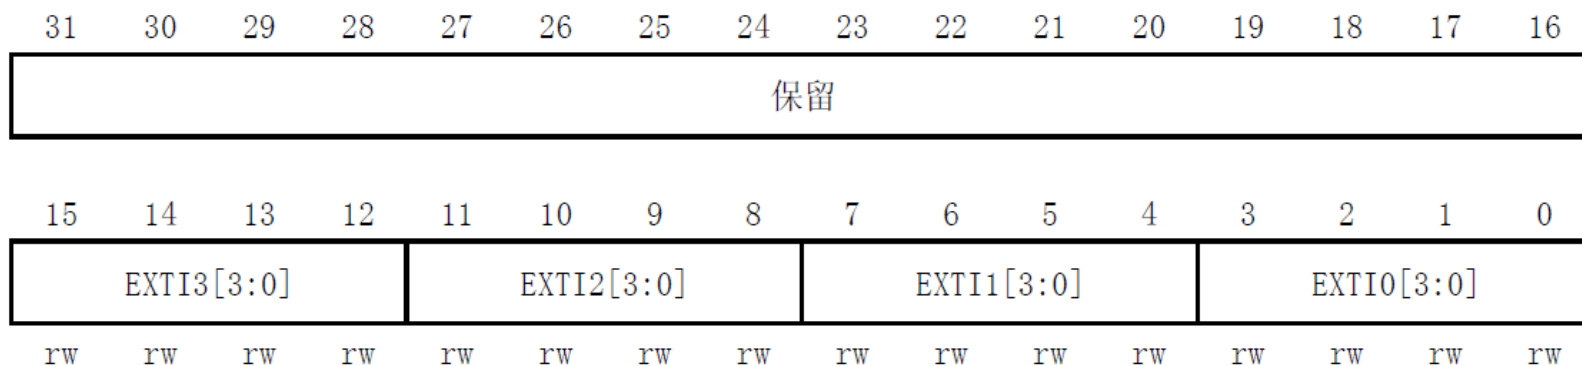 31 30 29 28 27 26 25 24 23 22 21 20 19 18 17 16
保留
15 14 13 12 11 10 9 8 7 6 5 4 3 2 1 0
EXTI3[3:0] EXTI2[3:0] EXTI1[3:0] EXTI0[3:0]
rw rw rw rw rw rw rw rw rw rw rw rw rw rw rw rw